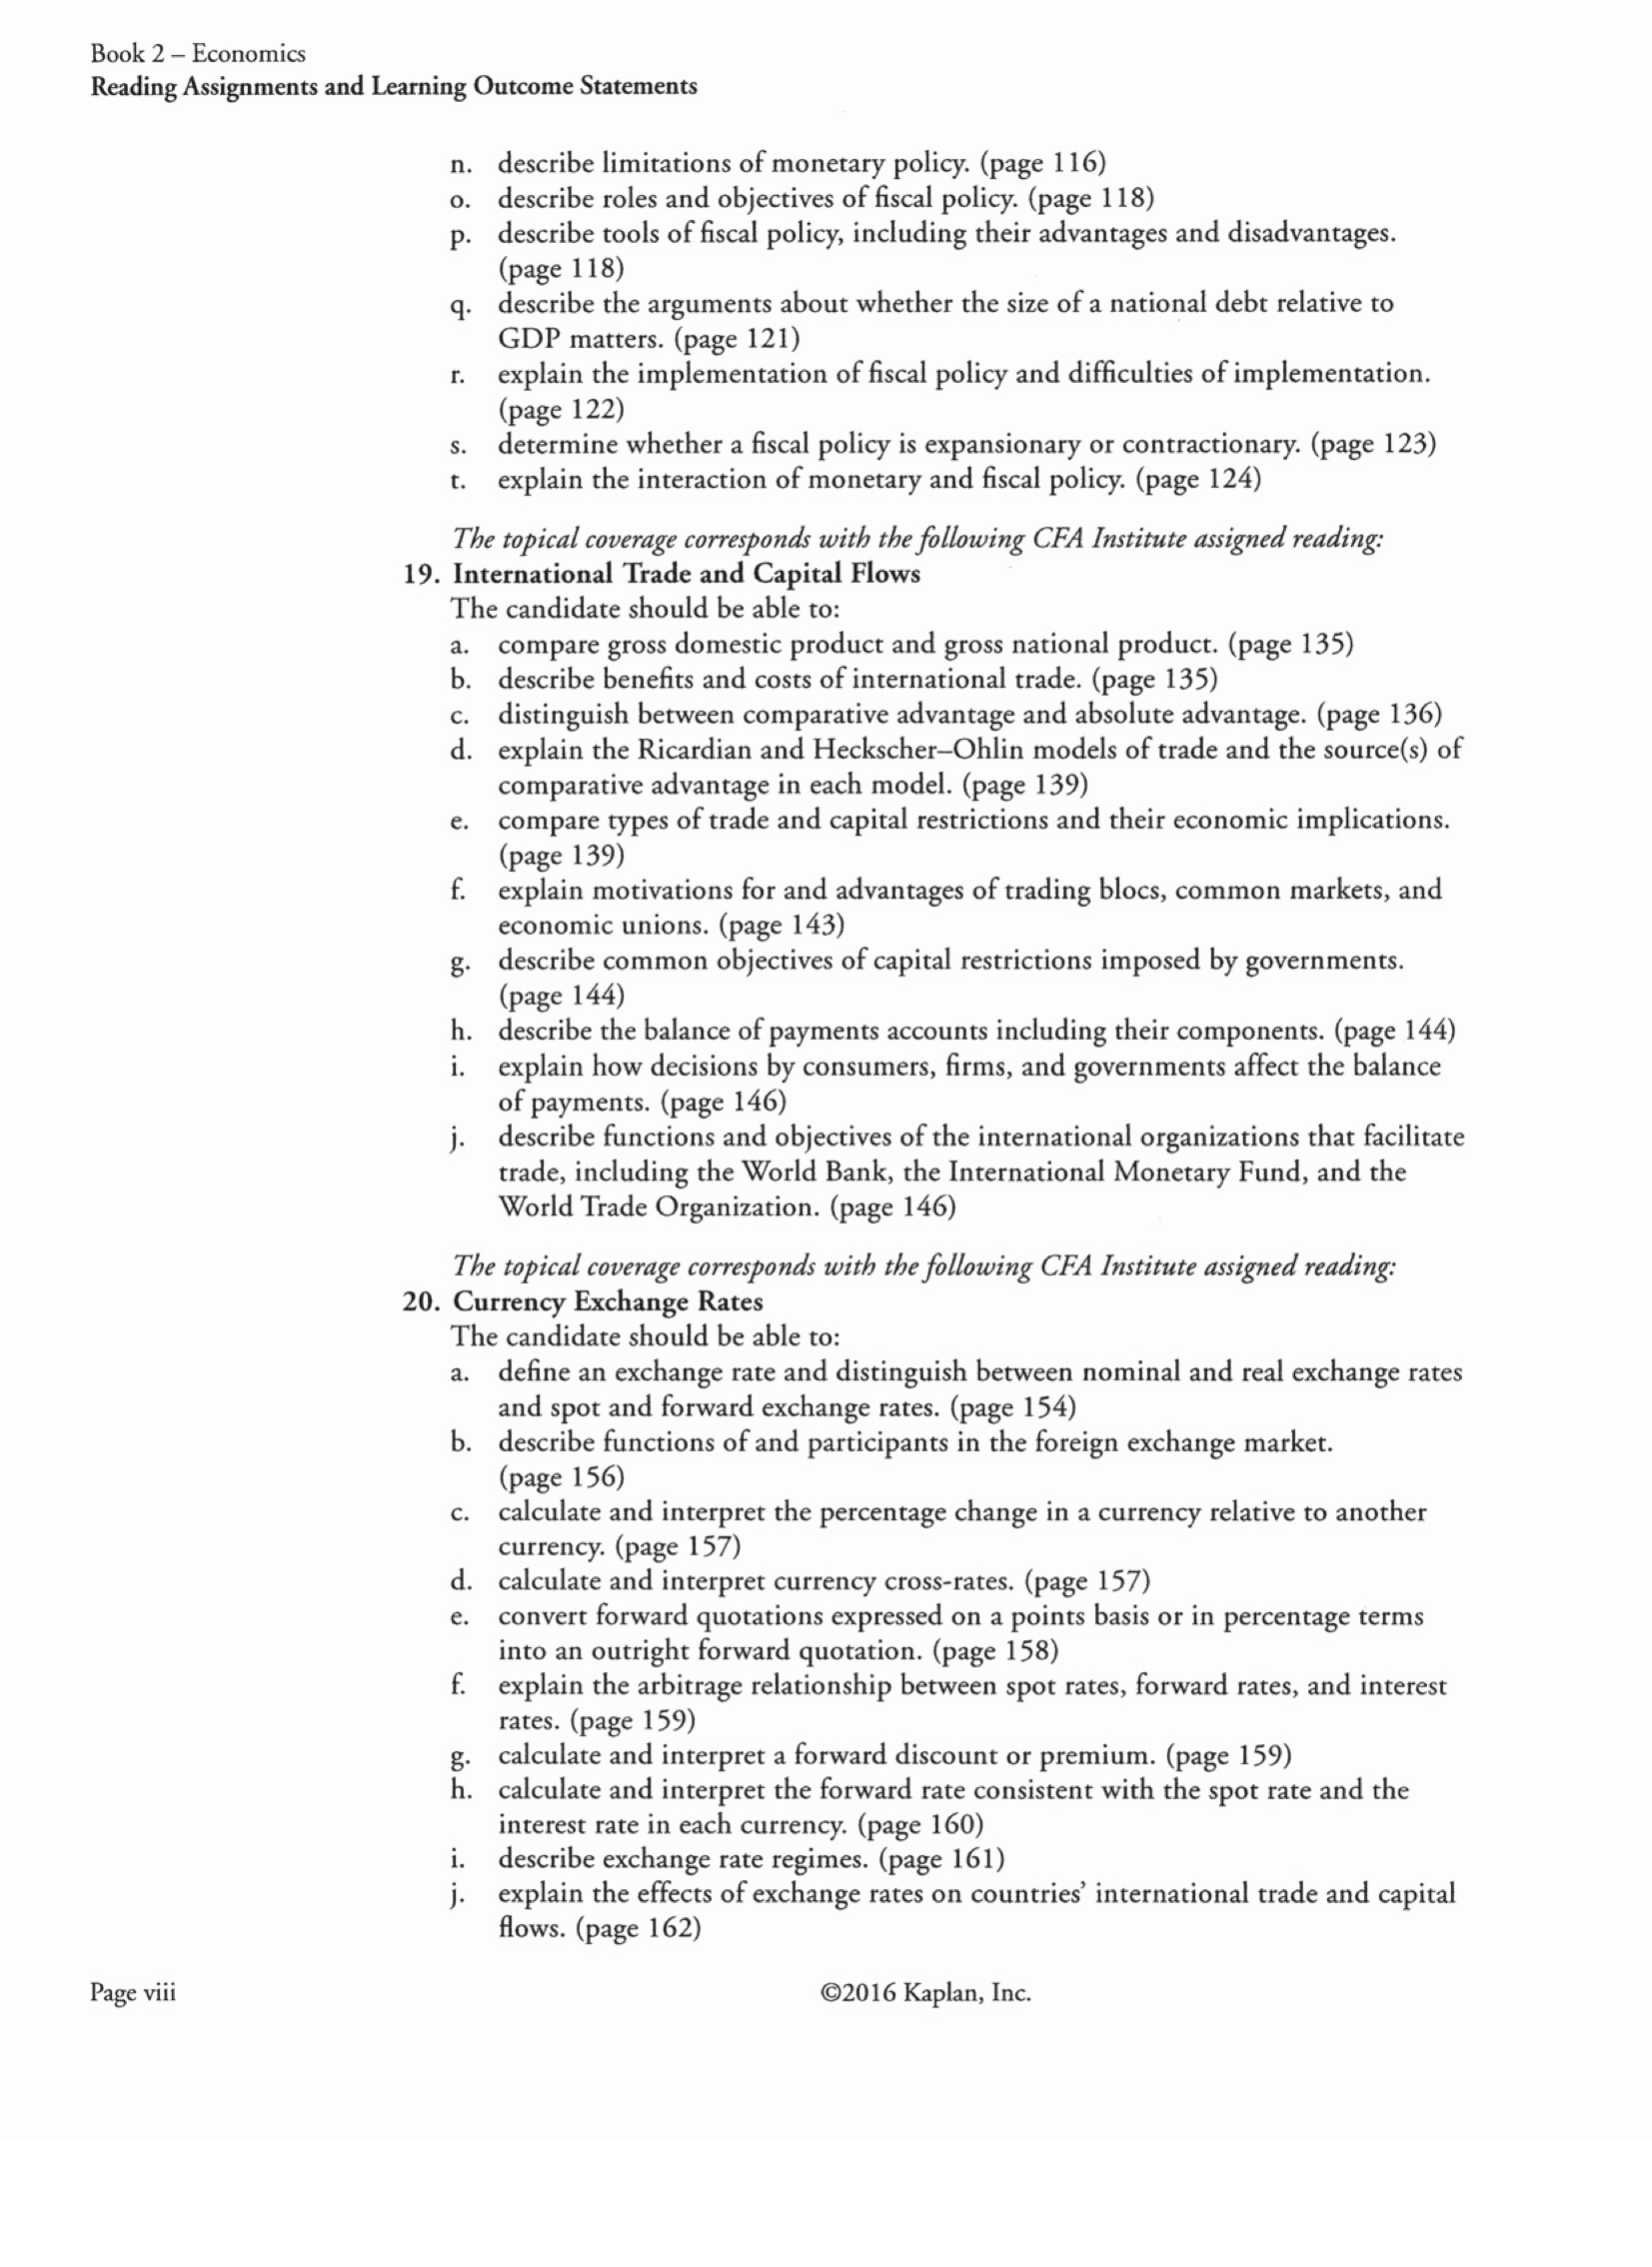 Book 2 – Economics
Reading Assignments and Learning Outcome Statements
n. describe limitations of monetary policy. (page 116)
o. describe roles and objectives of fiscal policy. (page 118)
p. describe tools of fiscal policy, including their advantages and disadvantages.
(page 118)
q. describe the arguments about whether the size of a national debt relative to
GDP matters. (page 121)
r. explain the implementation of fiscal policy and difficulties of implementation.
(page 122)
s. determine whether a fiscal policy is expansionary or contractionary. (page 123)
t. explain the interaction of monetary and fiscal policy. (page 124)
The topical coverage corresponds with the following CFA Institute assigned reading:
19. International Trade and Capital Flows
The candidate should be able to:
a. compare gross domestic product and gross national product. (page 135)
b. describe benefits and costs of international trade. (page 135)
c. distinguish between comparative advantage and absolute advantage. (page 136)
d. explain the Ricardian and Heckscher–Ohlin models of trade and the source(s) of
comparative advantage in each model. (page 139)
e. compare types of trade and capital restrictions and their economic implications.
(page 139)
f. explain motivations for and advantages of trading blocs, common markets, and
economic unions. (page 143)
g. describe common objectives of capital restrictions imposed by governments.
(page 144)
h. describe the balance of payments accounts including their components. (page 144)
i. explain how decisions by consumers, firms, and governments affect the balance
of payments. (page 146)
j. describe functions and objectives of the international organizations that facilitate
trade, including the World Bank, the International Monetary Fund, and the
World Trade Organization. (page 146)
The topical coverage corresponds with the following CFA Institute assigned reading:
20. Currency Exchange Rates
The candidate should be able to:
a. define an exchange rate and distinguish between nominal and real exchange rates
and spot and forward exchange rates. (page 154)
b. describe functions of and participants in the foreign exchange market.
(page 156)
c. calculate and interpret the percentage change in a currency relative to another
currency. (page 157)
d. calculate and interpret currency cross-rates. (page 157)
e. convert forward quotations expressed on a points basis or in percentage terms
into an outright forward quotation. (page 158)
f. explain the arbitrage relationship between spot rates, forward rates, and interest
rates. (page 159)
g. calculate and interpret a forward discount or premium. (page 159)
h. calculate and interpret the forward rate consistent with the spot rate and the
interest rate in each currency. (page 160)
i. describe exchange rate regimes. (page 161)
j. explain the effects of exchange rates on countries’ international trade and capital
flows. (page 162)
Page viii
©2016 Kaplan, Inc.